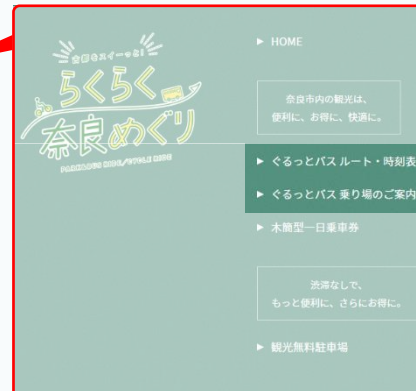 古都をスイーっと!
らくらく
奈良めぐり
PARK&BUS RIDE/CYCLE RIDE
HOME
奈良市内の観光は、
便利に、お得に、快適に。
ぐるっとバス ルート・時刻表
ぐるっとバス 乗り場のご案内
木簡型一日乗車券
渋滞なしで、
もっと便利に、さらにお得に。
観光無料駐車場